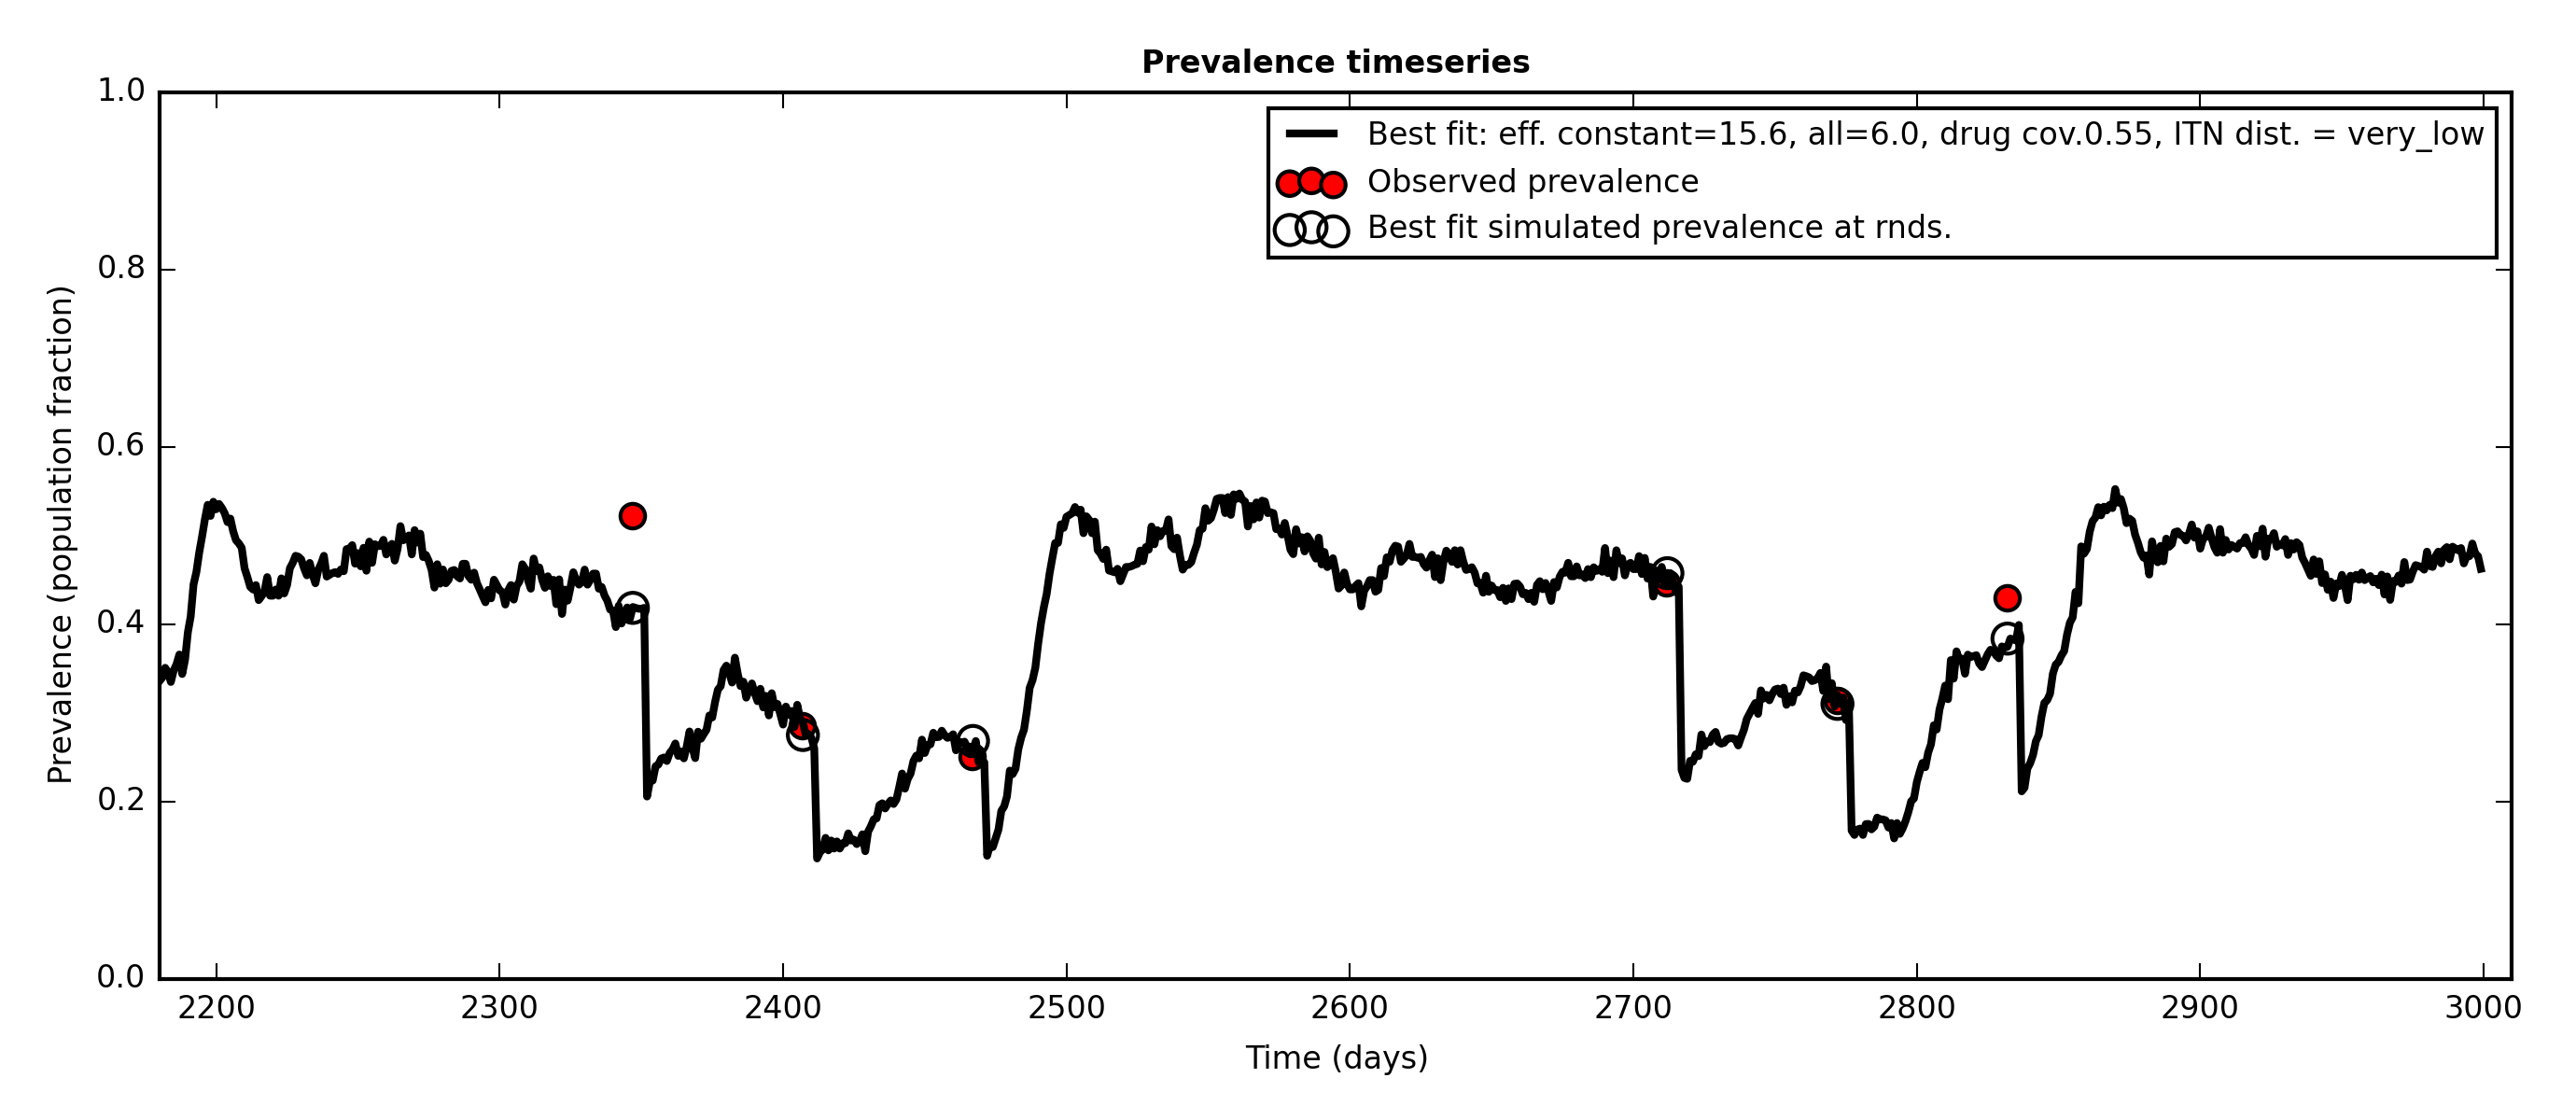 Prevalence timeseries
1.0
0.8
0.6
0.4
0.2
0.0
Prevalence (population fraction)
Best fit: eff. constant=15.6, all=6.0, drug cov.0.55, ITN dist. = very_low
Observed prevalence
Best fit simulated prevalence at rnds.
2200 2300 2400 2500 2600 2700 2800 2900 3000
Time (days)